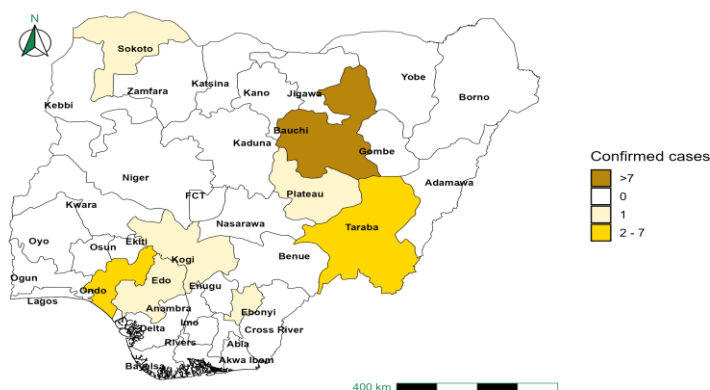 N
Sokoto
Katsina
Yobe
Zamfara
Kano
Jigawa
Borno
Kebbi
Bauchi
Kaduna
Gombe
Niger
Adamawa
FCT
Plateau
Kwara
Nasarawa
Taraba
Oyo
Osun
Ekiti
Kogi
Benue
Ogun
Edo
Enugu
Ondo
Lagos
Anambra
Ebonyi
Delta
Imo
Cross River
Rivers
Abia
Bayelsa
Akwa Ibom
Confirmed cases
>7
0
1
2 - 7
400 km